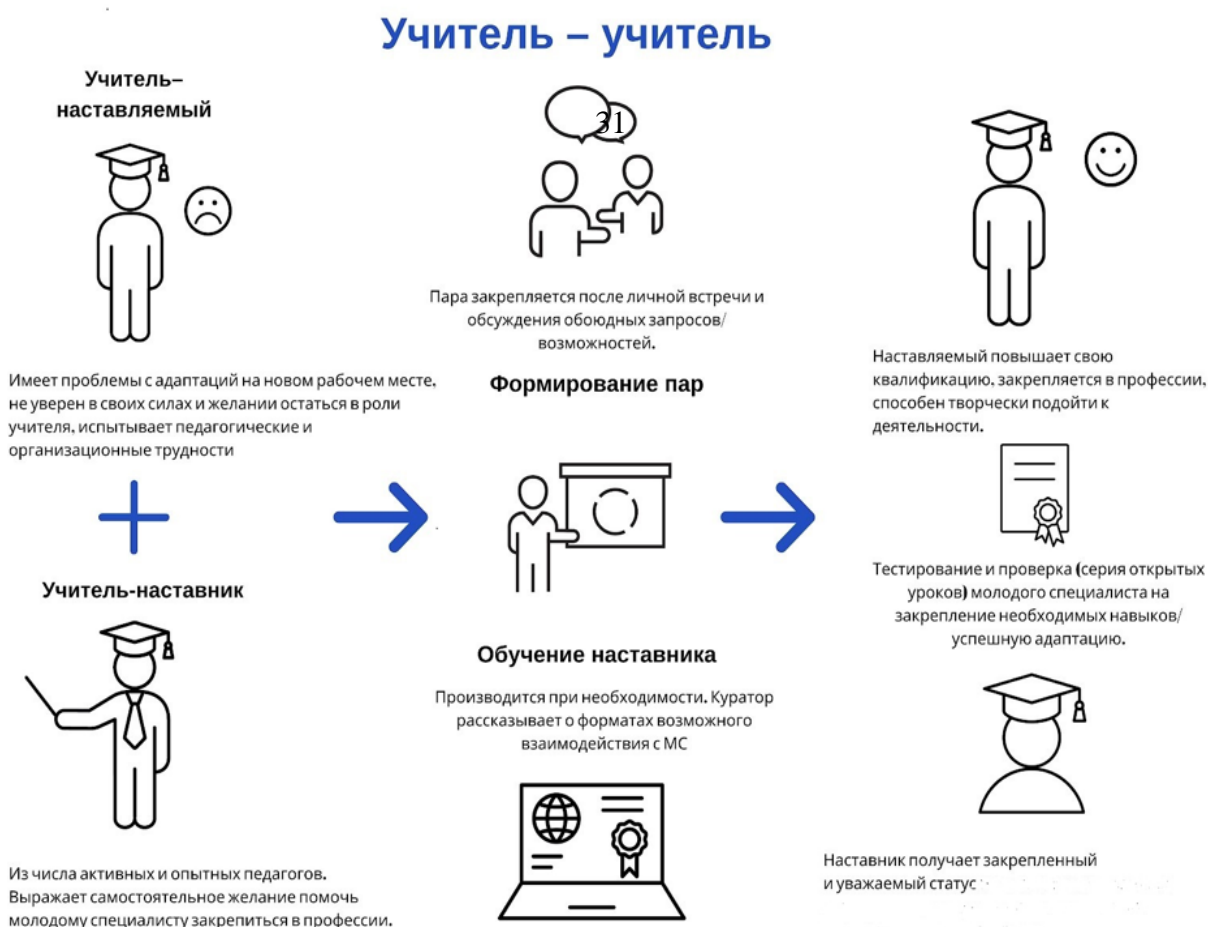 Учитель – учитель
Учитель–
наставляемый
Имеет проблемы с адаптаций на новом рабочем месте,
не уверен в своих силах и желании остаться в роли
учителя, испытывает педагогические и
организационные трудности
Учитель-наставник
Из числа активных и опытных педагогов.
Выражает самостоятельное желание помочь
молодому специалисту закрепиться в профессии.
31
Пара закрепляется после личной встречи и
обсуждения обоюдных запросов/
возможностей.
Формирование пар
Обучение наставника
Производится при необходимости. Куратор
рассказывает о форматах возможного
взаимодействия с МС
Наставляемый повышает свою
квалификацию, закрепляется в профессии,
способен творчески подойти к
деятельности.
Тестирование и проверка (серия открытых
уроков) молодого специалиста на
закрепление необходимых навыков/
успешную адаптацию.
Наставник получает закрепленный
и уважаемый статус